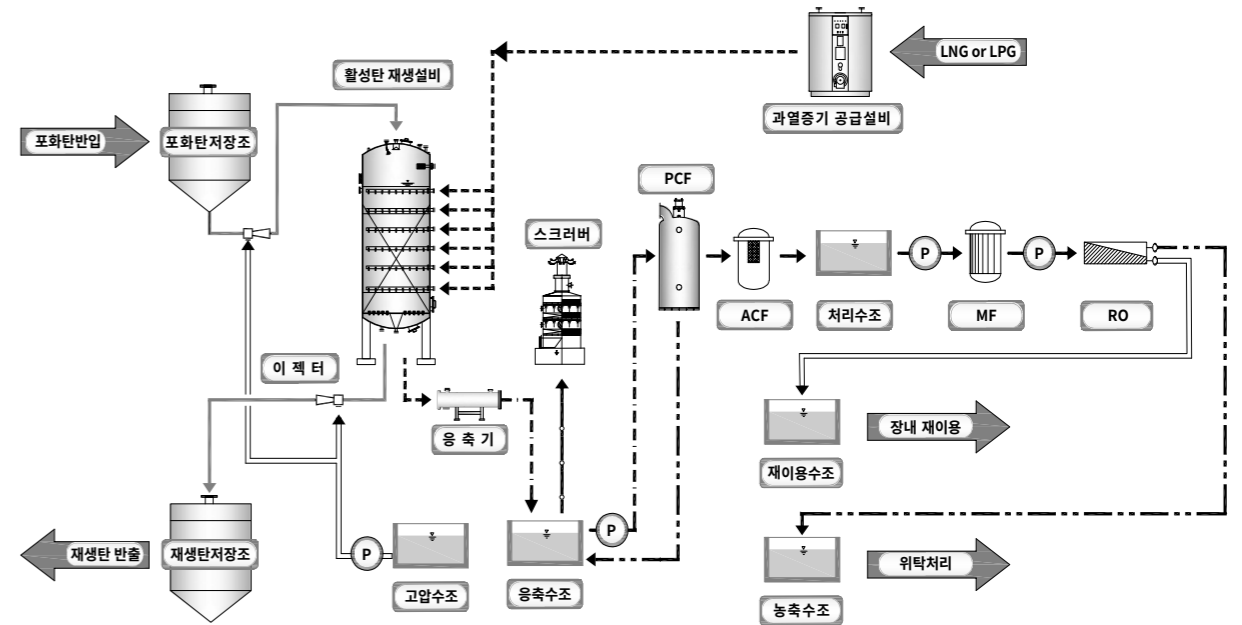 LNG or LPG
활성탄 재생설비
과열증기 공급설비
포화탄반입
포화탄저장조
PCF
스크러버
P
P
ACF
처리수조
MF
RO
이 젝 터
응 축 기
장내 재이용
재이용수조
P
P
재생탄 반출
재생탄저장조
위탁처리
고압수조
응축수조
농축수조